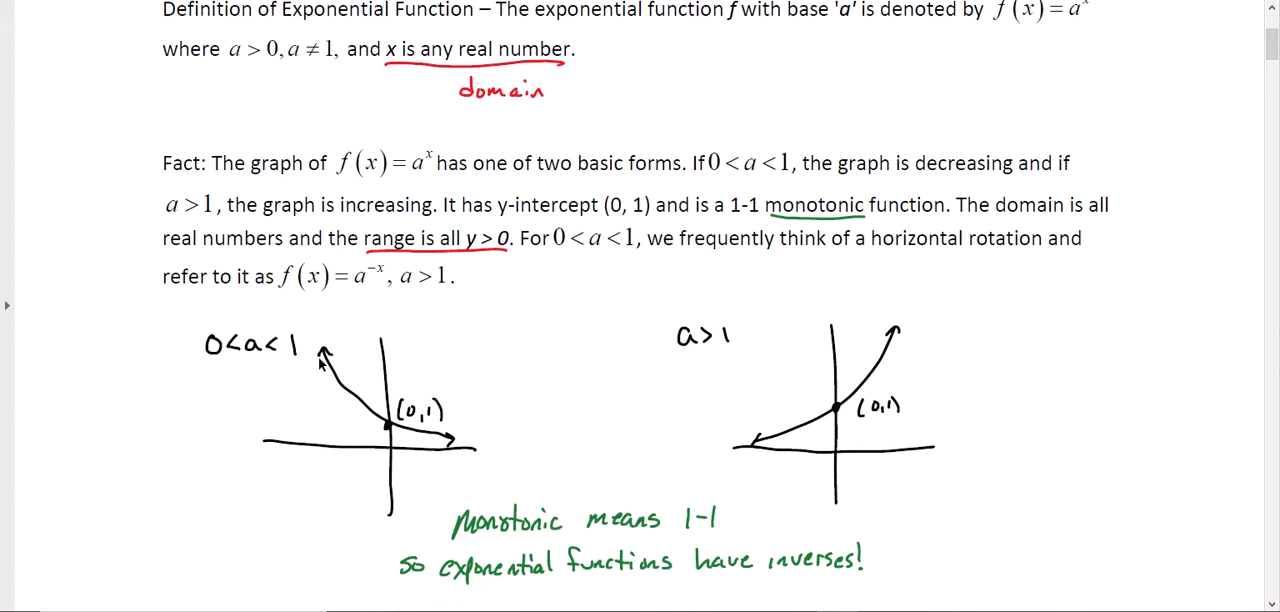 Definition of Exponential Function – The exponential function f with base 'a' is denoted by f(x) = aˣ
where a > 0, a ≠ 1, and x is any real number.
domain
Fact: The graph of f(x) = aˣ has one of two basic forms. If 0 < a < 1, the graph is decreasing and if
a > 1, the graph is increasing. It has y-intercept (0, 1) and is a 1-1 monotonic function. The domain is all
real numbers and the range is all y > 0. For 0 < a < 1, we frequently think of a horizontal rotation and
refer to it as f(x) = a⁻ˣ, a > 1.
0<a<1
a>1
(0,1)
(0,1)
Monotonic means 1-1
so exponential functions have inverses!